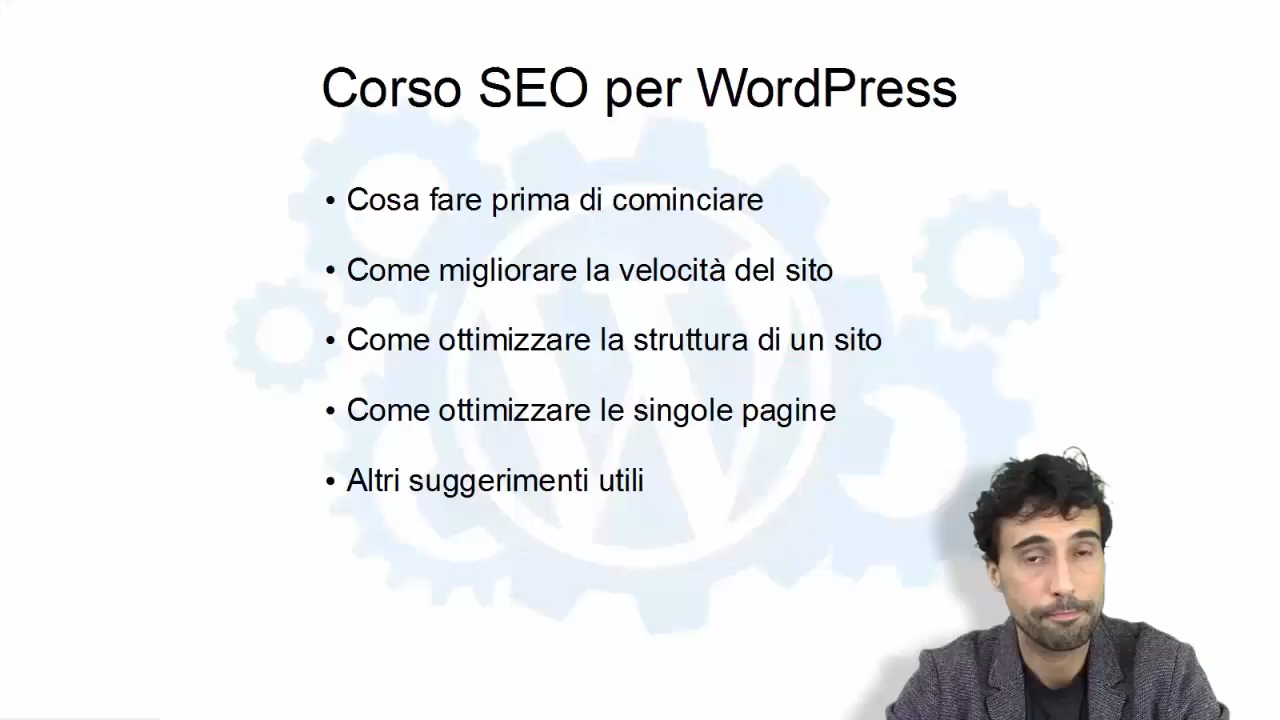 Corso SEO per WordPress
• Cosa fare prima di cominciare
• Come migliorare la velocità del sito
• Come ottimizzare la struttura di un sito
• Come ottimizzare le singole pagine
• Altri suggerimenti utili